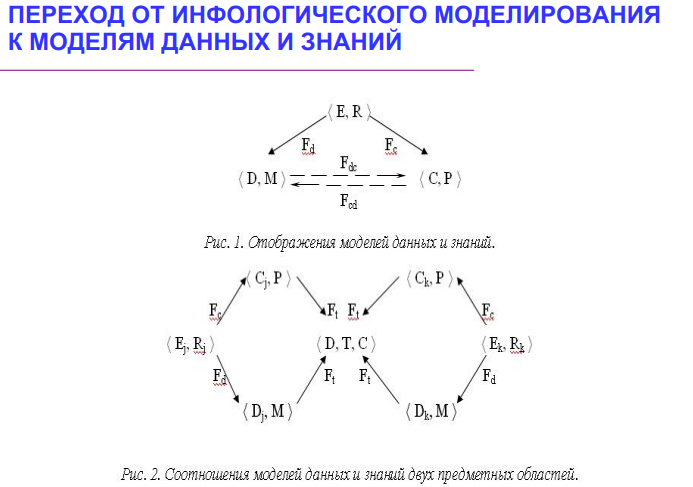 ПЕРЕХОД ОТ ИНФОЛОГИЧЕСКОГО МОДЕЛИРОВАНИЯ
К МОДЕЛЯМ ДАННЫХ И ЗНАНИЙ
⟨ E, R ⟩
F_d F_c
F_dc
⟨ D, M ⟩ ⟨ C, P ⟩
F_cd
Рис. 1. Отображения моделей данных и знаний.
⟨ C_j, P ⟩ ⟨ C_k, P ⟩
F_c F_t F_t F_c
⟨ E_j, R_j ⟩ ⟨ D, T, C ⟩ ⟨ E_k, R_k ⟩
F_d F_t F_t F_d
⟨ D_j, M ⟩ ⟨ D_k, M ⟩
Рис. 2. Соотношения моделей данных и знаний двух предметных областей.